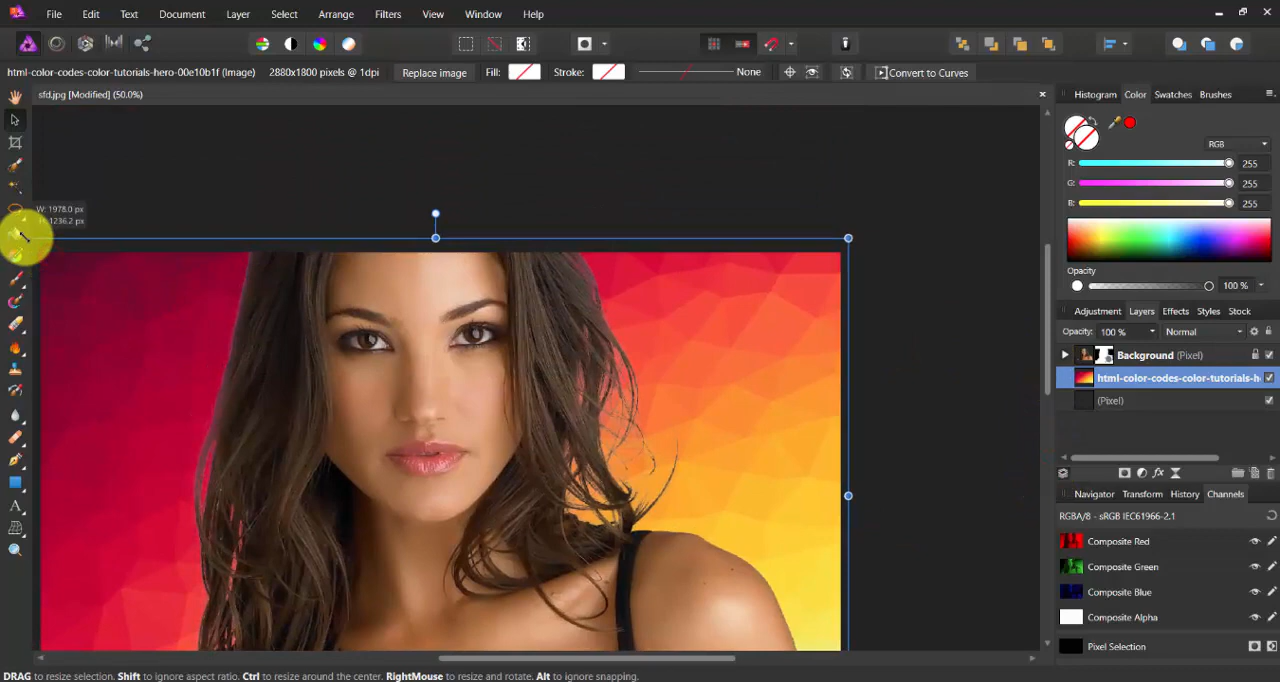 File Edit Text Document Layer Select Arrange Filters View Window Help
html-color-codes-color-tutorials-hero-00e10b1f (Image) 2880x1800 pixels @ 1dpi Replace image Fill: Stroke: None Convert to Curves
sfd.jpg [Modified] (50.0%)
Histogram Color Swatches Brushes
RGB
R: 255
G: 255
B: 255
W: 1978.0 px
H: 1236.2 px
Opacity
100 %
Adjustment Layers Effects Styles Stock
Opacity: 100 % Normal
Background (Pixel)
html-color-codes-color-tutorials-he
(Pixel)
Navigator Transform History Channels
RGBA/8 - sRGB IEC61966-2.1
Composite Red
Composite Green
Composite Blue
Composite Alpha
Pixel Selection
DRAG to resize selection. Shift to ignore aspect ratio. Ctrl to resize around the center. RightMouse to resize and rotate. Alt to ignore snapping.